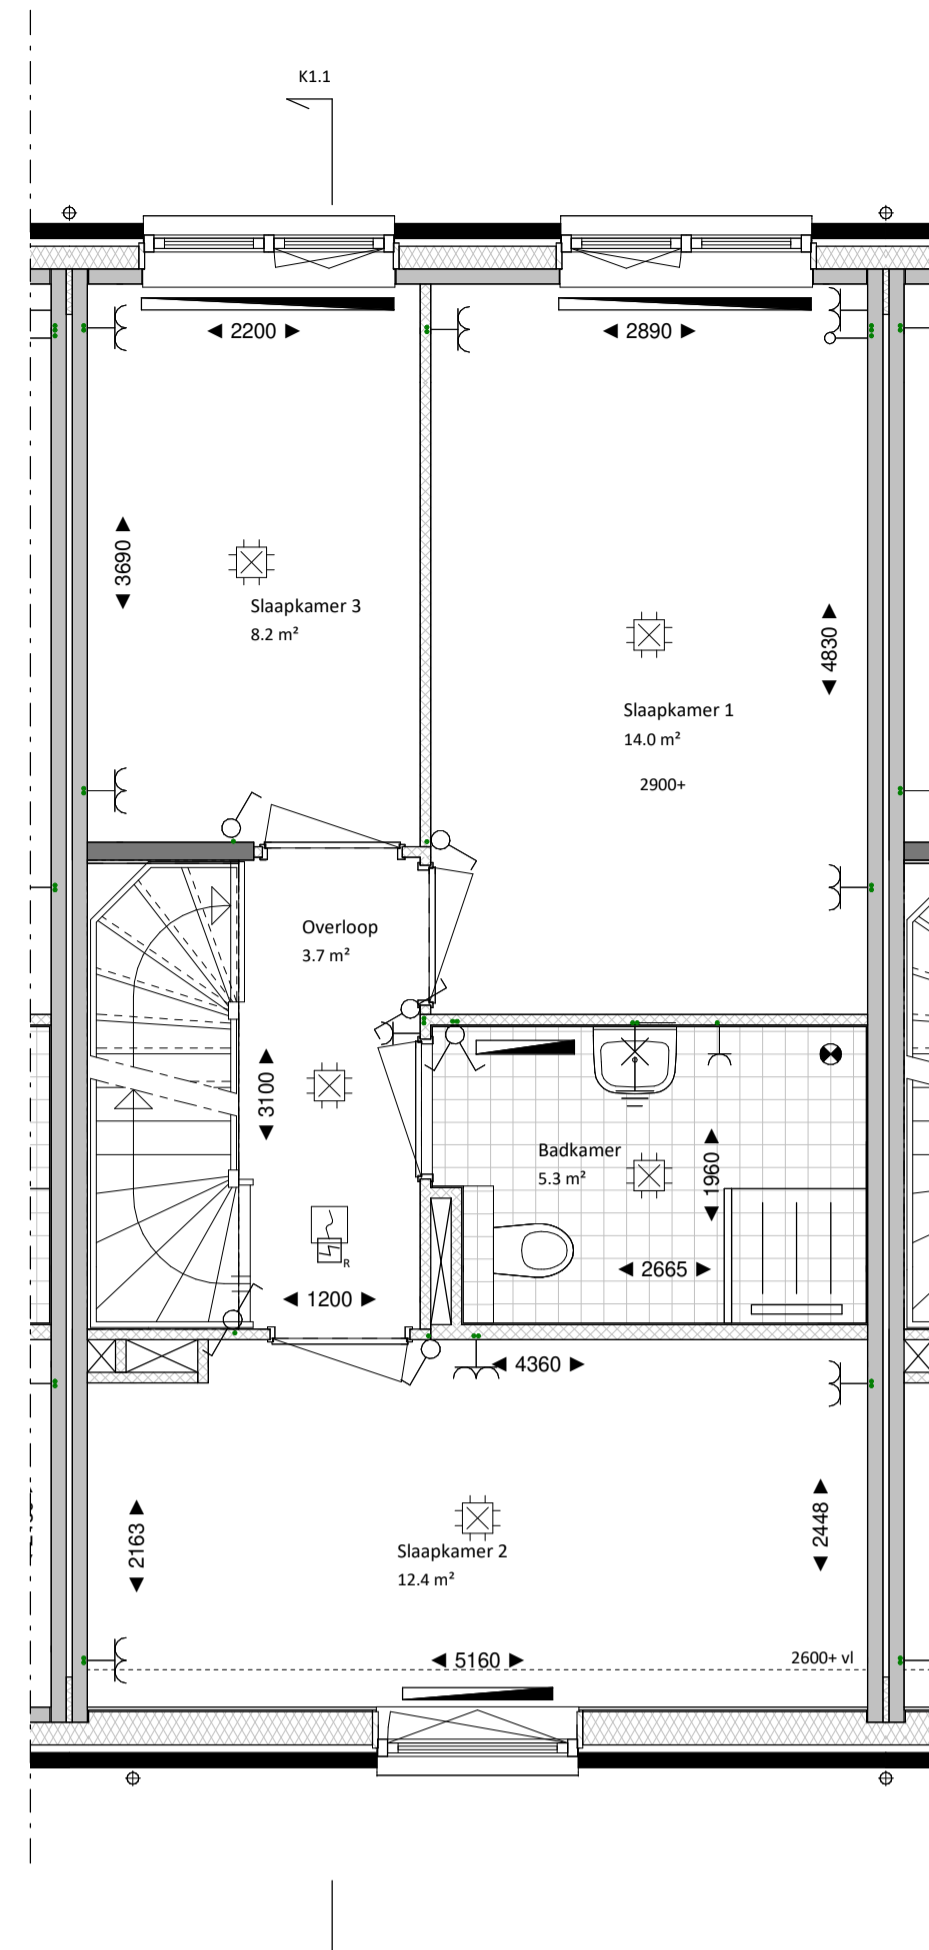 K1.1
2200
2890
3690
Slaapkamer 3
8.2 m²
4830
Slaapkamer 1
14.0 m²
2900+
Overloop
3.7 m²
3100
Badkamer
5.3 m²
1960
R
2665
1200
4360
2163
2448
Slaapkamer 2
12.4 m²
5160
2600+ vl